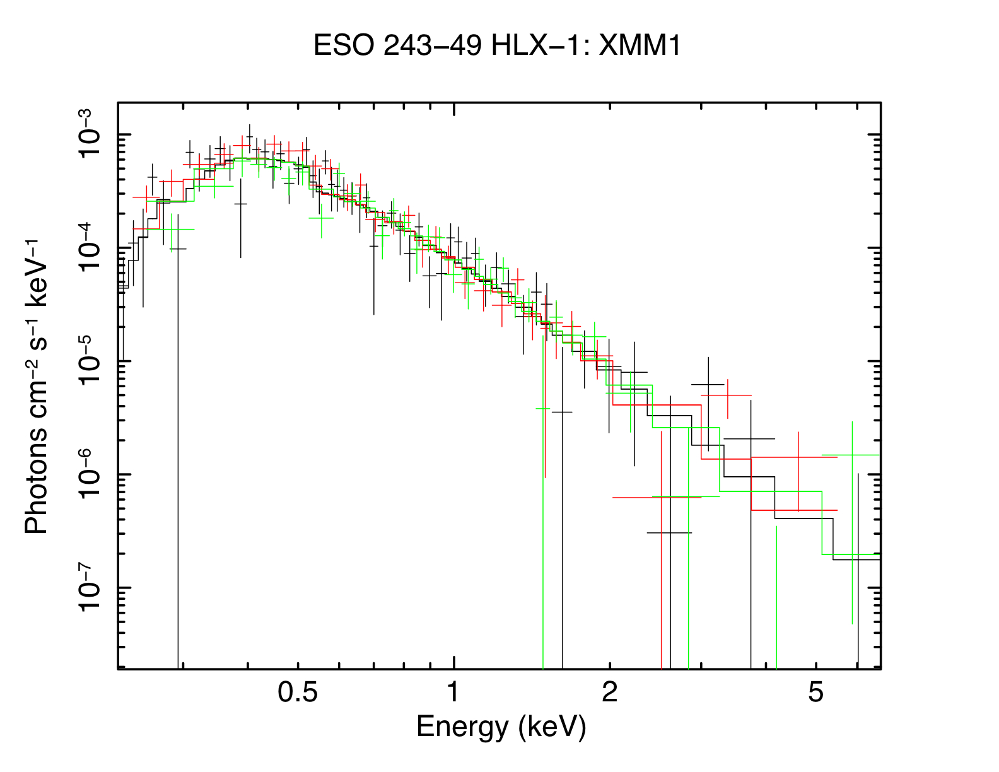 ESO 243−49 HLX−1: XMM1
Photons cm⁻² s⁻¹ keV⁻¹
10⁻³
10⁻⁴
10⁻⁵
10⁻⁶
10⁻⁷
0.5 1 2 5
Energy (keV)